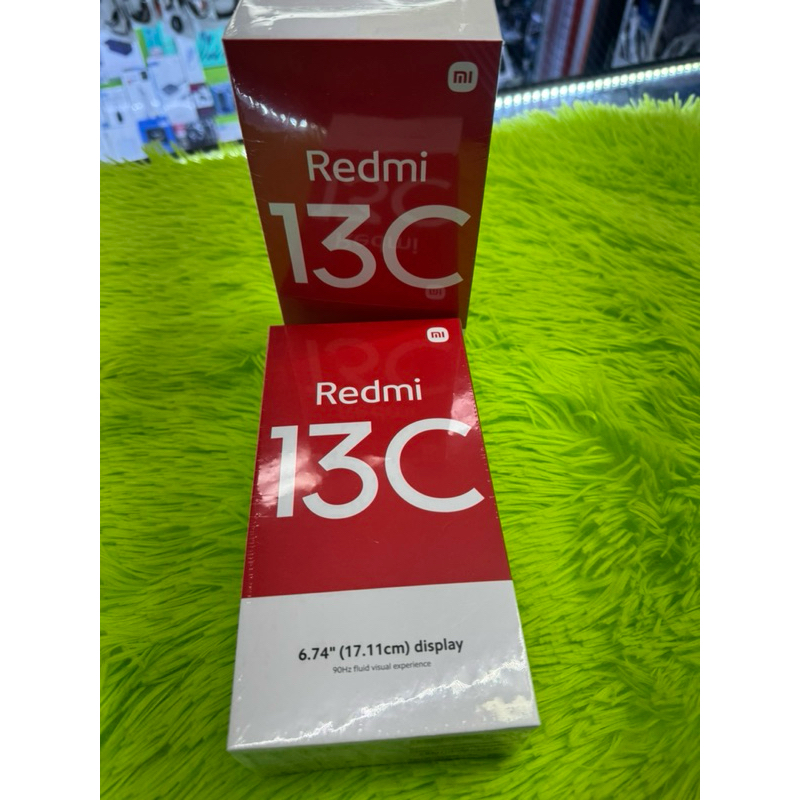 mi
Redmi
13C
mi
Redmi
13C
6.74" (17.11cm) display
90Hz fluid visual experience